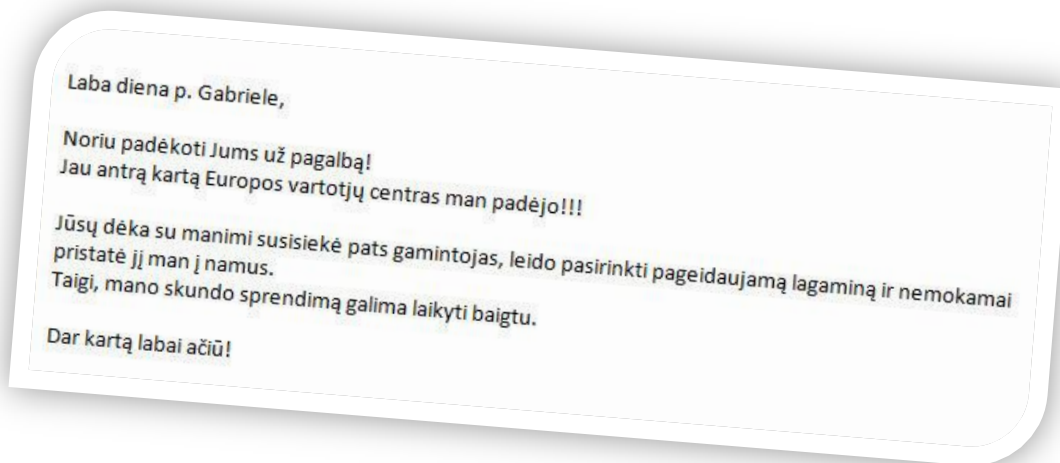 Laba diena p. Gabriele,
Noriu padėkoti Jums už pagalbą!
Jau antrą kartą Europos vartotjų centras man padėjo!!!
Jūsų dėka su manimi susisiekė pats gamintojas, leido pasirinkti pageidaujamą lagaminą ir nemokamai
pristatė jį man į namus.
Taigi, mano skundo sprendimą galima laikyti baigtu.
Dar kartą labai ačiū!